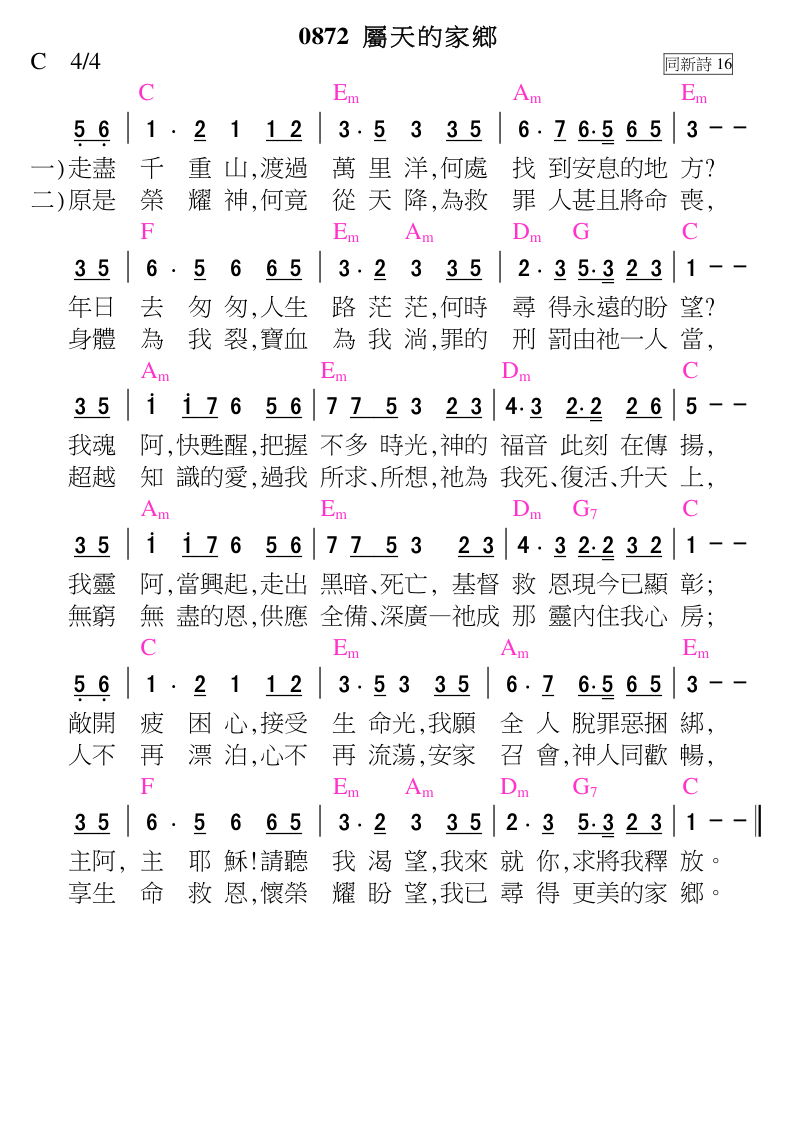 0872 屬天的家鄉
C 4/4 同新詩 16
C Em Am Em
5 6 | 1 · 2 1 1 2 | 3 · 5 3 3 5 | 6 · 7 6 · 5 6 5 | 3 － －
一)走盡 千 重 山,渡過 萬 里 洋,何處 找 到安息的地 方?
二)原是 榮 耀 神,何竟 從 天 降,為救 罪 人甚且將命 喪,
F Em Am Dm G C
3 5 | 6 · 5 6 6 5 | 3 · 2 3 3 5 | 2 · 3 5 · 3 2 3 | 1 － －
年日 去 匆 匆,人生 路 茫 茫,何時 尋 得永遠的盼 望?
身體 為 我 裂,寶血 為 我 淌,罪的 刑 罰由祂一人 當,
Am Em Dm C
3 5 | 1 1 7 6 5 6 | 7 7 5 3 2 3 | 4 · 3 2 · 2 2 6 | 5 － －
我魂 阿,快甦醒,把握 不多 時光,神的 福音 此刻 在傳 揚,
超越 知 識的愛,過我 所求、所想,祂為 我死、復活、升天 上,
Am Em Dm G7 C
3 5 | 1 1 7 6 5 6 | 7 7 5 3 2 3 | 4 · 3 2 · 2 3 2 | 1 － －
我靈 阿,當興起,走出 黑暗、死亡, 基督 救 恩現今已顯 彰;
無窮 無 盡的恩,供應 全備、深廣─祂成 那 靈內住我心 房;
C Em Am Em
5 6 | 1 · 2 1 1 2 | 3 · 5 3 3 5 | 6 · 7 6 · 5 6 5 | 3 － －
敞開 疲 困 心,接受 生 命光,我願 全 人 脫罪惡捆 綁,
人不 再 漂 泊,心不 再 流蕩,安家 召 會,神人同歡 暢,
F Em Am Dm G7 C
3 5 | 6 · 5 6 6 5 | 3 · 2 3 3 5 | 2 · 3 5 · 3 2 3 | 1 － － ‖
主阿, 主 耶 穌!請聽 我 渴 望,我來 就 你,求將我釋 放。
享生 命 救 恩,懷榮 耀 盼 望,我已 尋 得 更美的家 鄉。